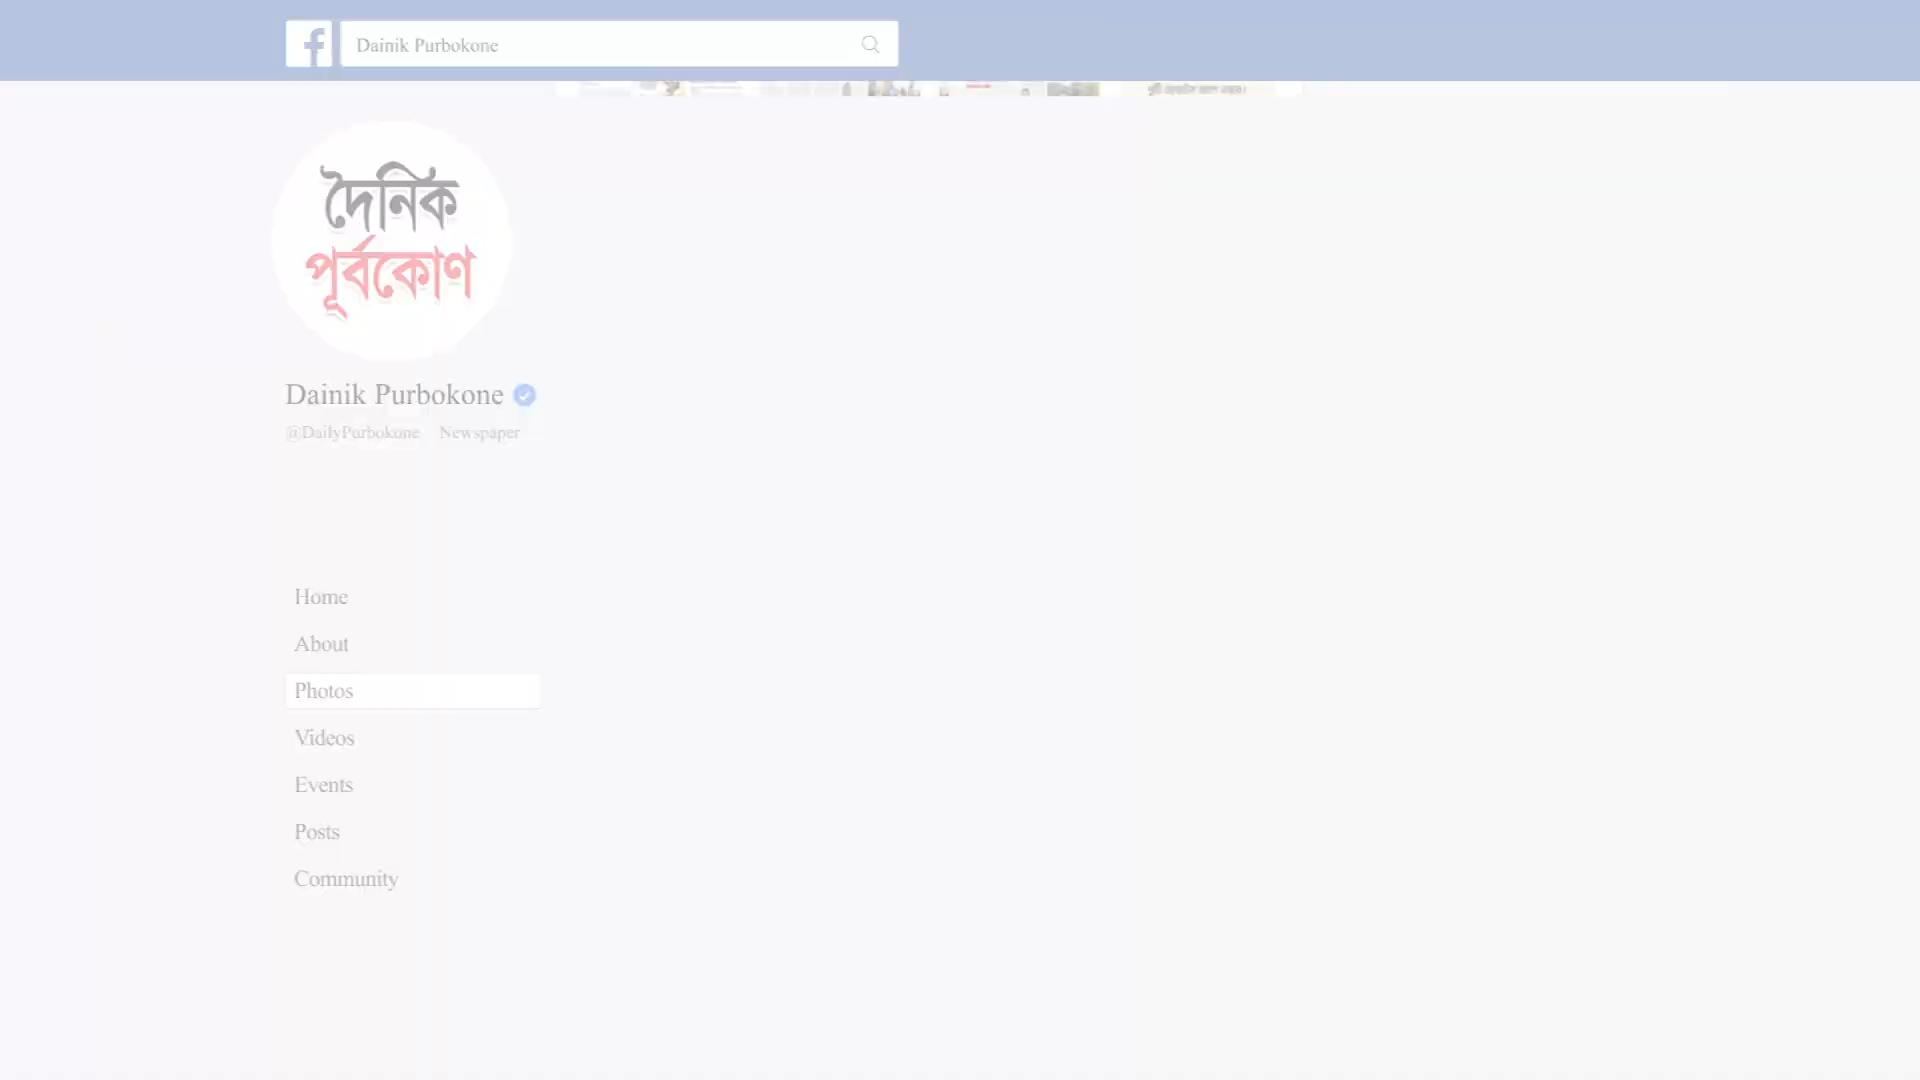 Dainik Purbokone
দৈনিক
পূর্বকোণ
Dainik Purbokone
@DailyPurbokone Newspaper
Home
About
Photos
Videos
Events
Posts
Community